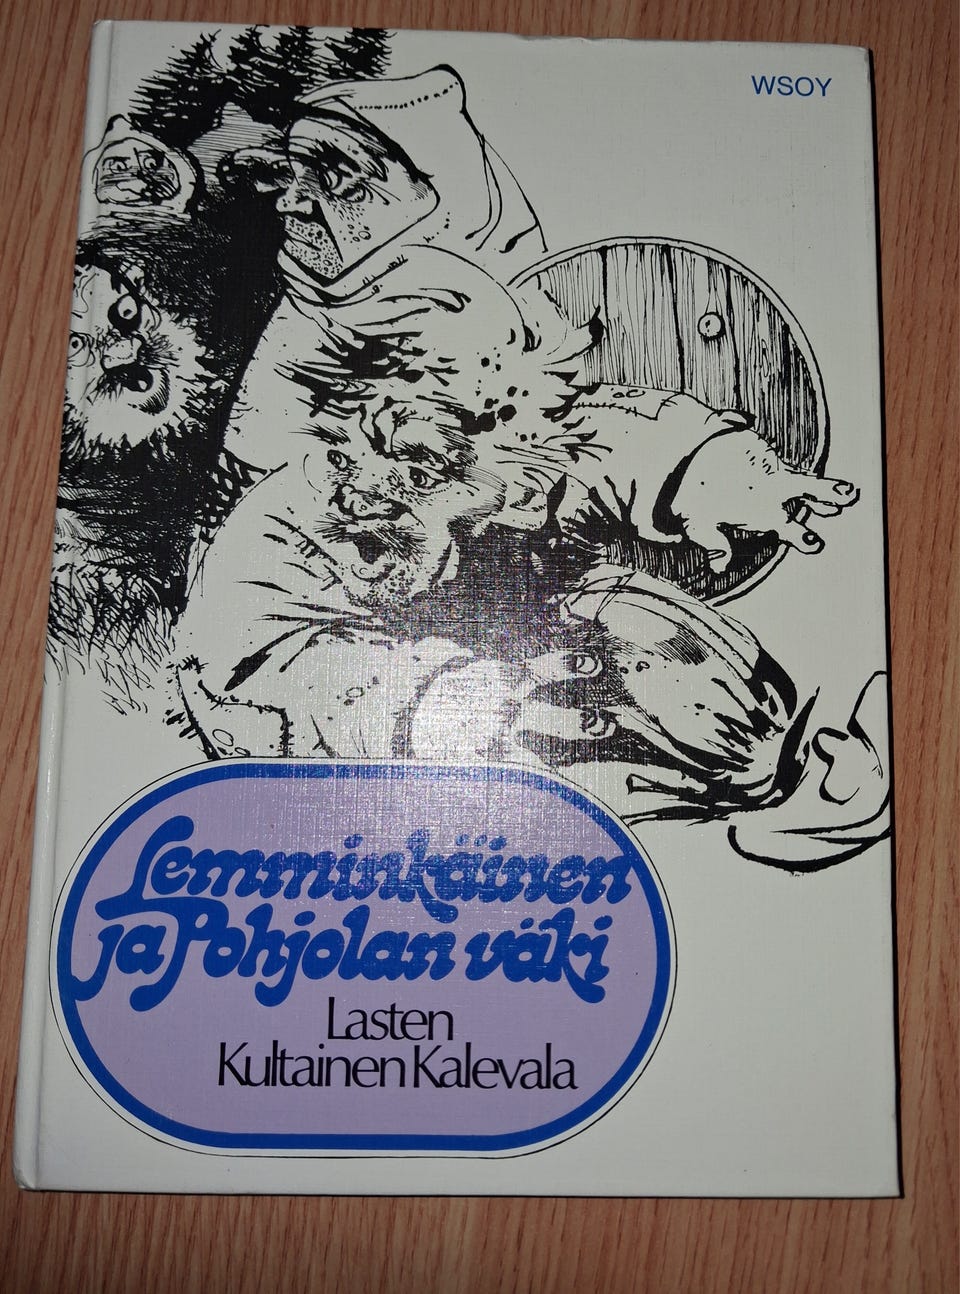 WSOY
Lemminkäinen
ja Pohjolan väki
Lasten
Kultainen Kalevala